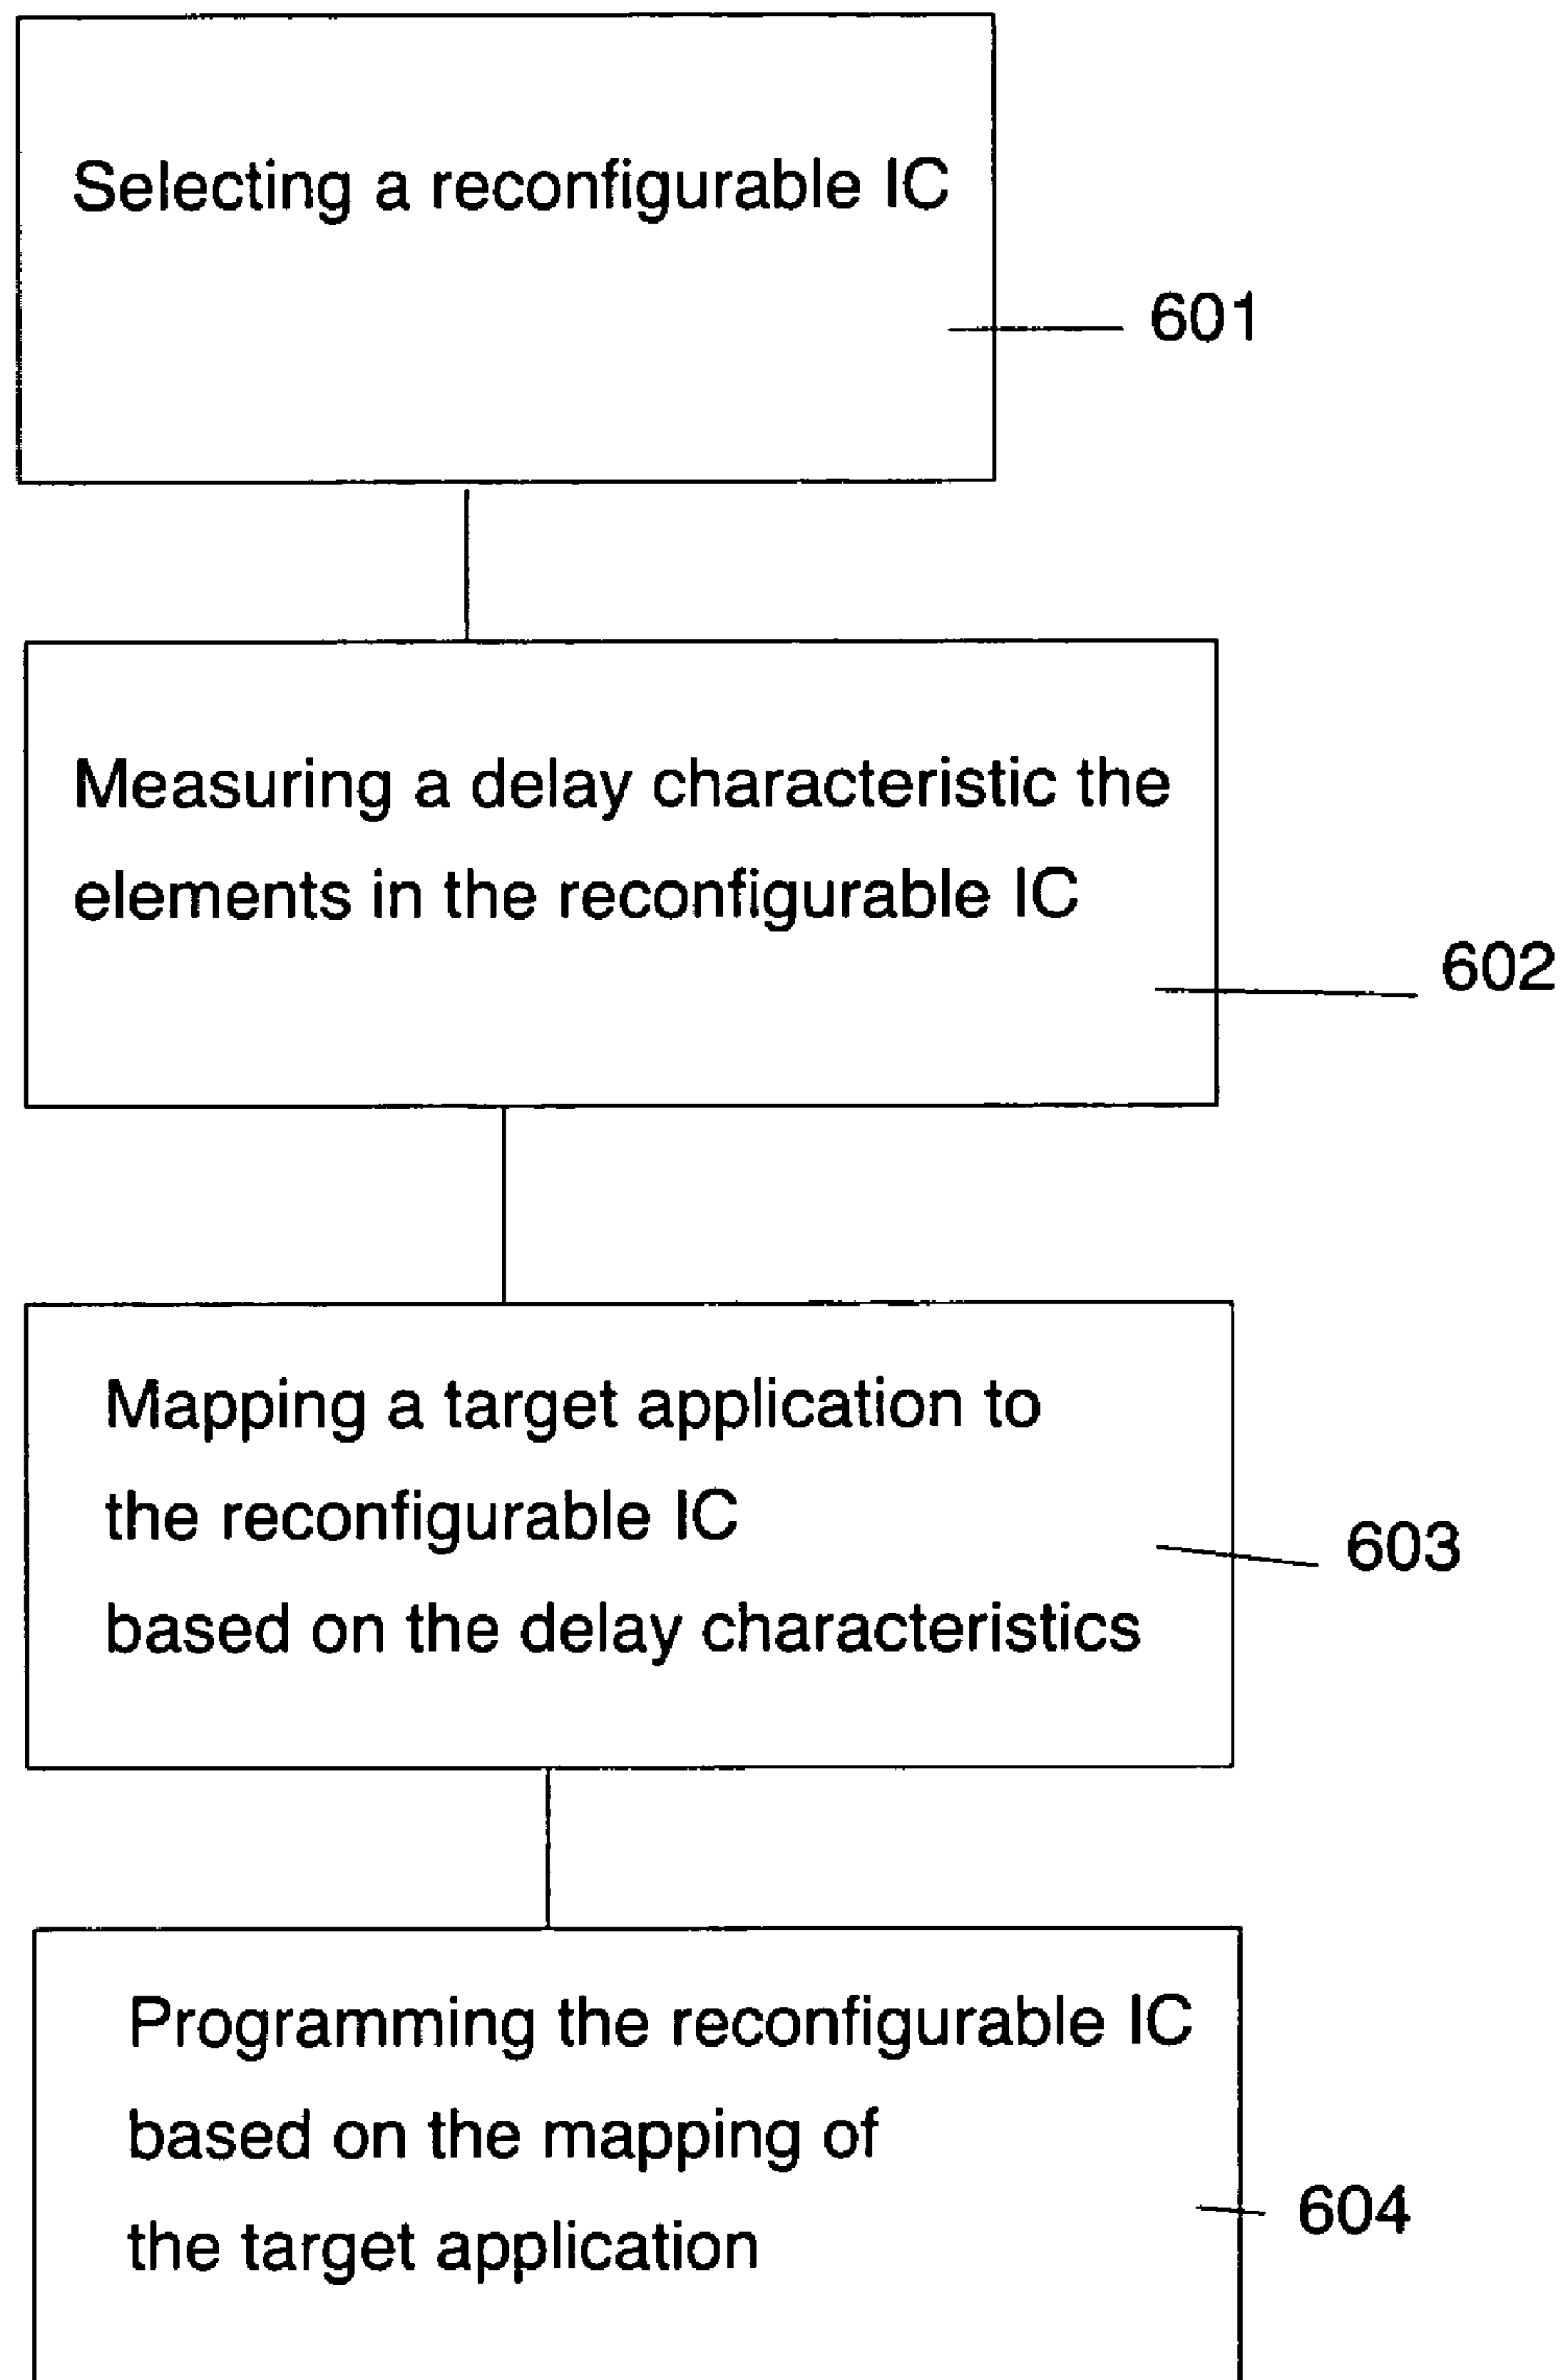 Selecting a reconfigurable IC
601
Measuring a delay characteristic the
elements in the reconfigurable IC
602
Mapping a target application to
the reconfigurable IC
based on the delay characteristics
603
Programming the reconfigurable IC
based on the mapping of
the target application
604